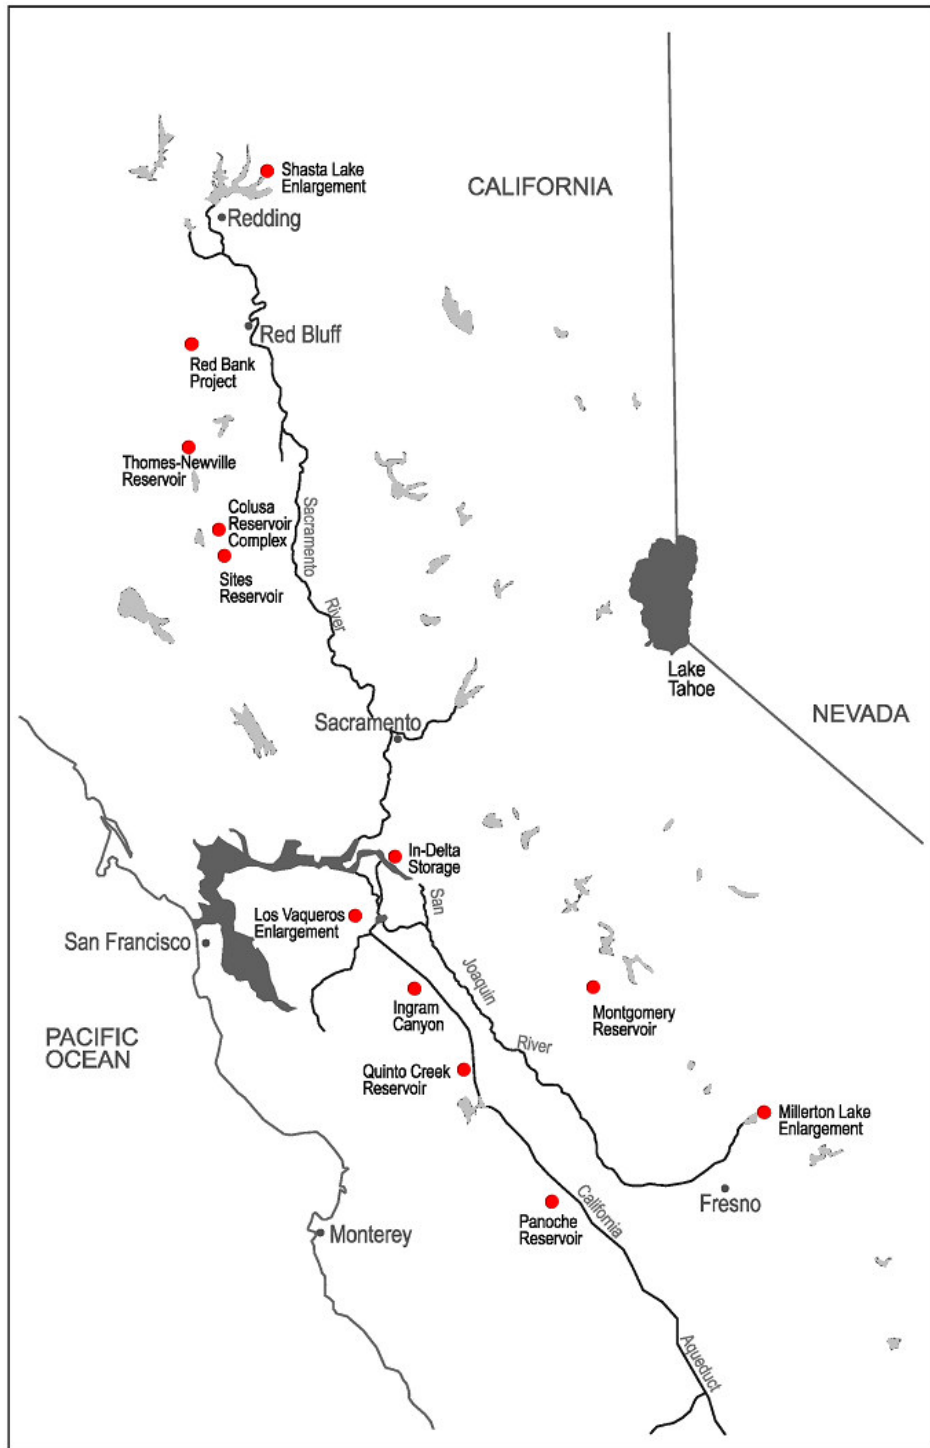 Shasta Lake
Enlargement
CALIFORNIA
Redding
Red Bluff
Red Bank
Project
Thomes-Newville
Reservoir
Colusa
Reservoir
Complex
Sites
Reservoir
Sacramento
River
Lake
Tahoe
NEVADA
Sacramento
In-Delta
Storage
San
Los Vaqueros
Enlargement
San Francisco
Joaquin
Ingram
Canyon
Montgomery
Reservoir
River
PACIFIC
OCEAN
Quinto Creek
Reservoir
Millerton Lake
Enlargement
Fresno
California
Panoche
Reservoir
Monterey
Aqueduct